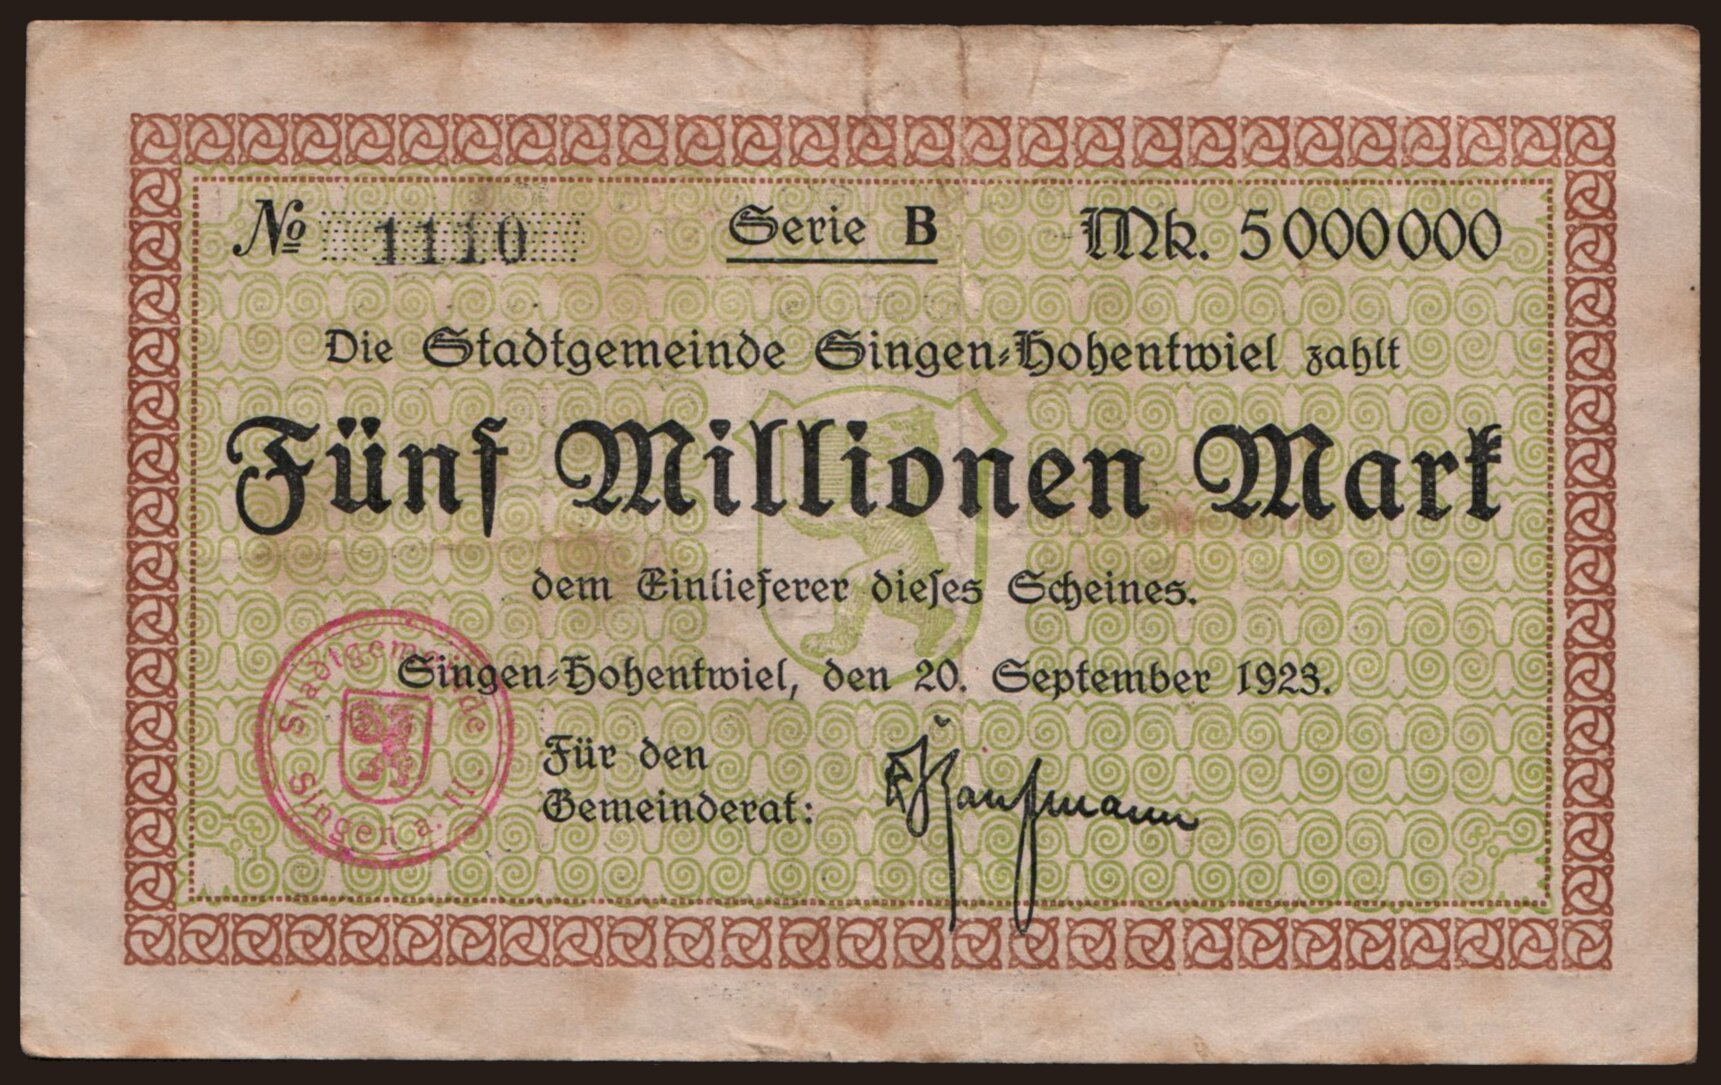 № 1110 Serie B Mk. 5000000
Die Stadtgemeinde Singen-Hohentwiel zahlt
Fünf Millionen Mark
dem Einlieferer dieses Scheines.
Singen-Hohentwiel, den 20. September 1923.
Für den
Gemeinderat: Kaufmann
Stadtgemeinde
Singen a. H.